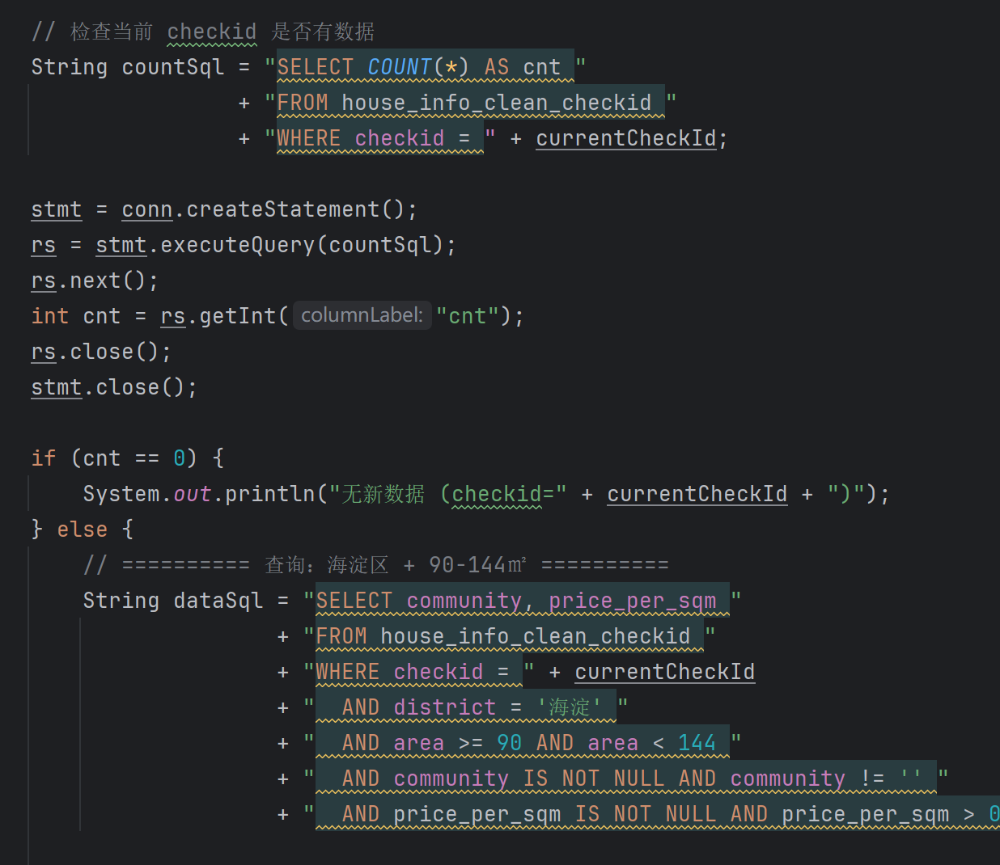 // 检查当前 checkid 是否有数据
String countSql = "SELECT COUNT(*) AS cnt "
+ "FROM house_info_clean_checkid "
+ "WHERE checkid = " + currentCheckId;
stmt = conn.createStatement();
rs = stmt.executeQuery(countSql);
rs.next();
int cnt = rs.getInt( columnLabel: "cnt");
rs.close();
stmt.close();
if (cnt == 0) {
System.out.println("无新数据 (checkid=" + currentCheckId + ")");
} else {
// ========== 查询：海淀区 + 90-144㎡ ==========
String dataSql = "SELECT community, price_per_sqm "
+ "FROM house_info_clean_checkid "
+ "WHERE checkid = " + currentCheckId
+ "  AND district = '海淀' "
+ "  AND area >= 90 AND area < 144 "
+ "  AND community IS NOT NULL AND community != '' "
+ "  AND price_per_sqm IS NOT NULL AND price_per_sqm > 0